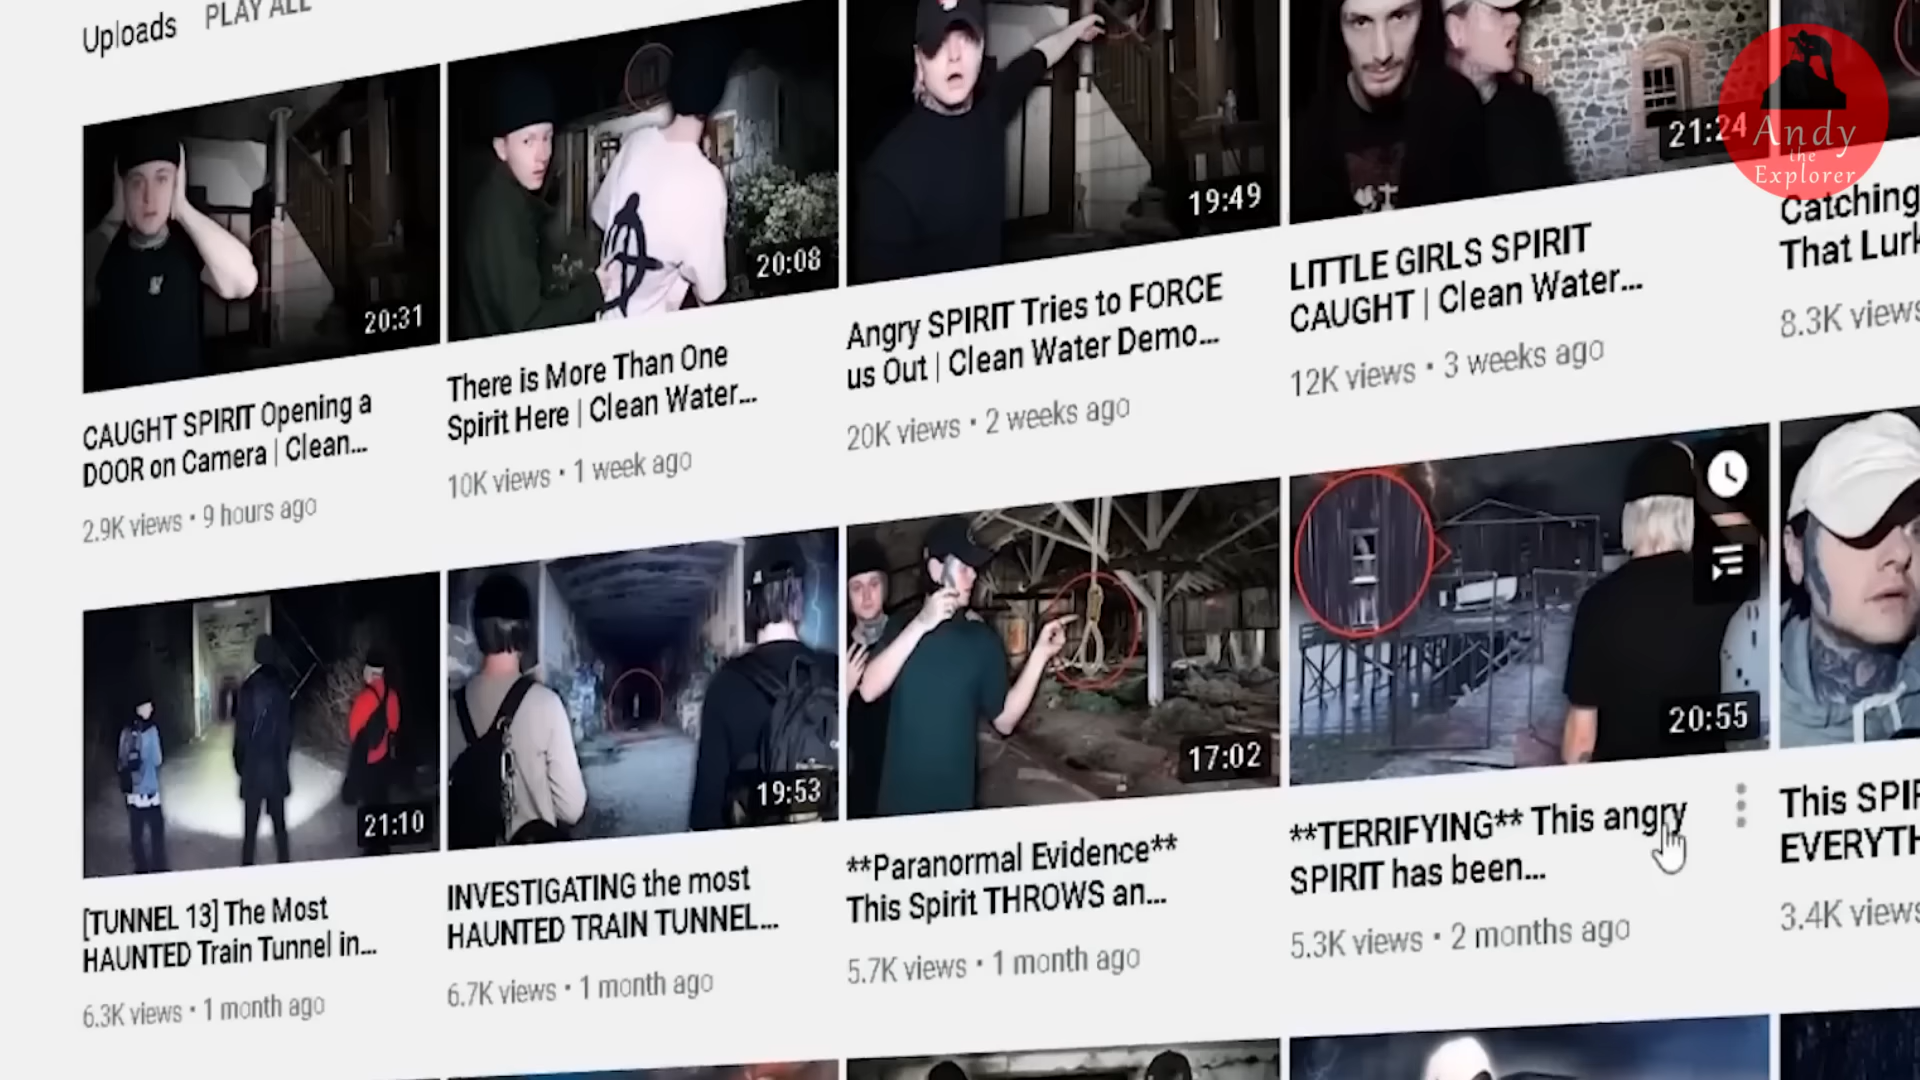 Uploads PLAY ALL
20:31
20:08
19:49
21:24
Andy
the
Explorer
CAUGHT SPIRIT Opening a
DOOR on Camera | Clean...
2.9K views • 9 hours ago
There is More Than One
Spirit Here | Clean Water...
10K views • 1 week ago
Angry SPIRIT Tries to FORCE
us Out | Clean Water Demo...
20K views • 2 weeks ago
LITTLE GIRLS SPIRIT
CAUGHT | Clean Water...
12K views • 3 weeks ago
Catching
That Lurk
8.3K views
21:10
19:53
17:02
20:55
[TUNNEL 13] The Most
HAUNTED Train Tunnel in...
6.3K views • 1 month ago
INVESTIGATING the most
HAUNTED TRAIN TUNNEL...
6.7K views • 1 month ago
**Paranormal Evidence**
This Spirit THROWS an...
5.7K views • 1 month ago
**TERRIFYING** This angry
SPIRIT has been...
5.3K views • 2 months ago
This SPIR
EVERYTH
3.4K views